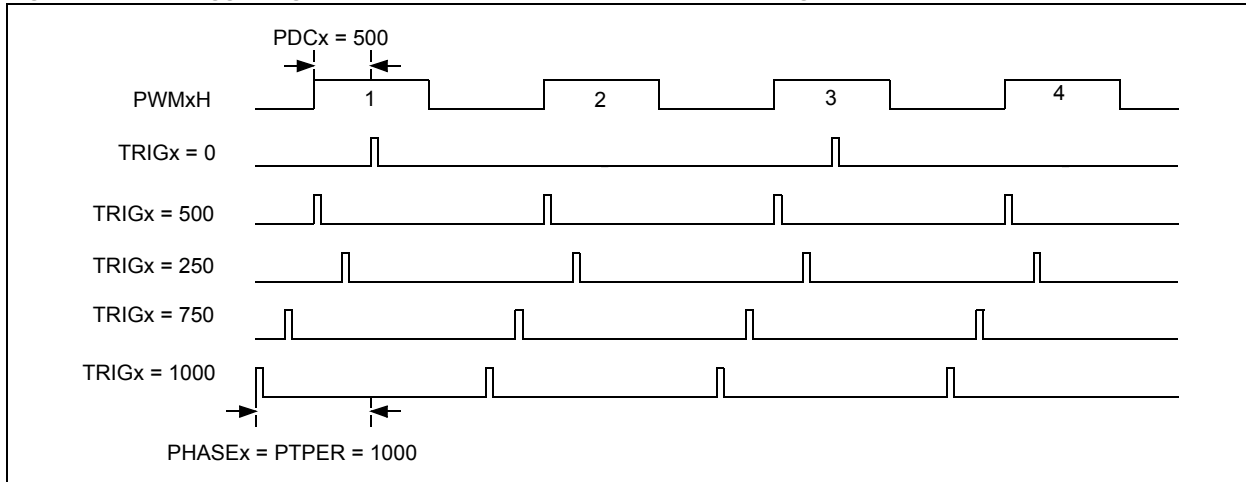 PDCx = 500
PWMxH
1
2
3
4
TRIGx = 0
TRIGx = 500
TRIGx = 250
TRIGx = 750
TRIGx = 1000
PHASEx = PTPER = 1000